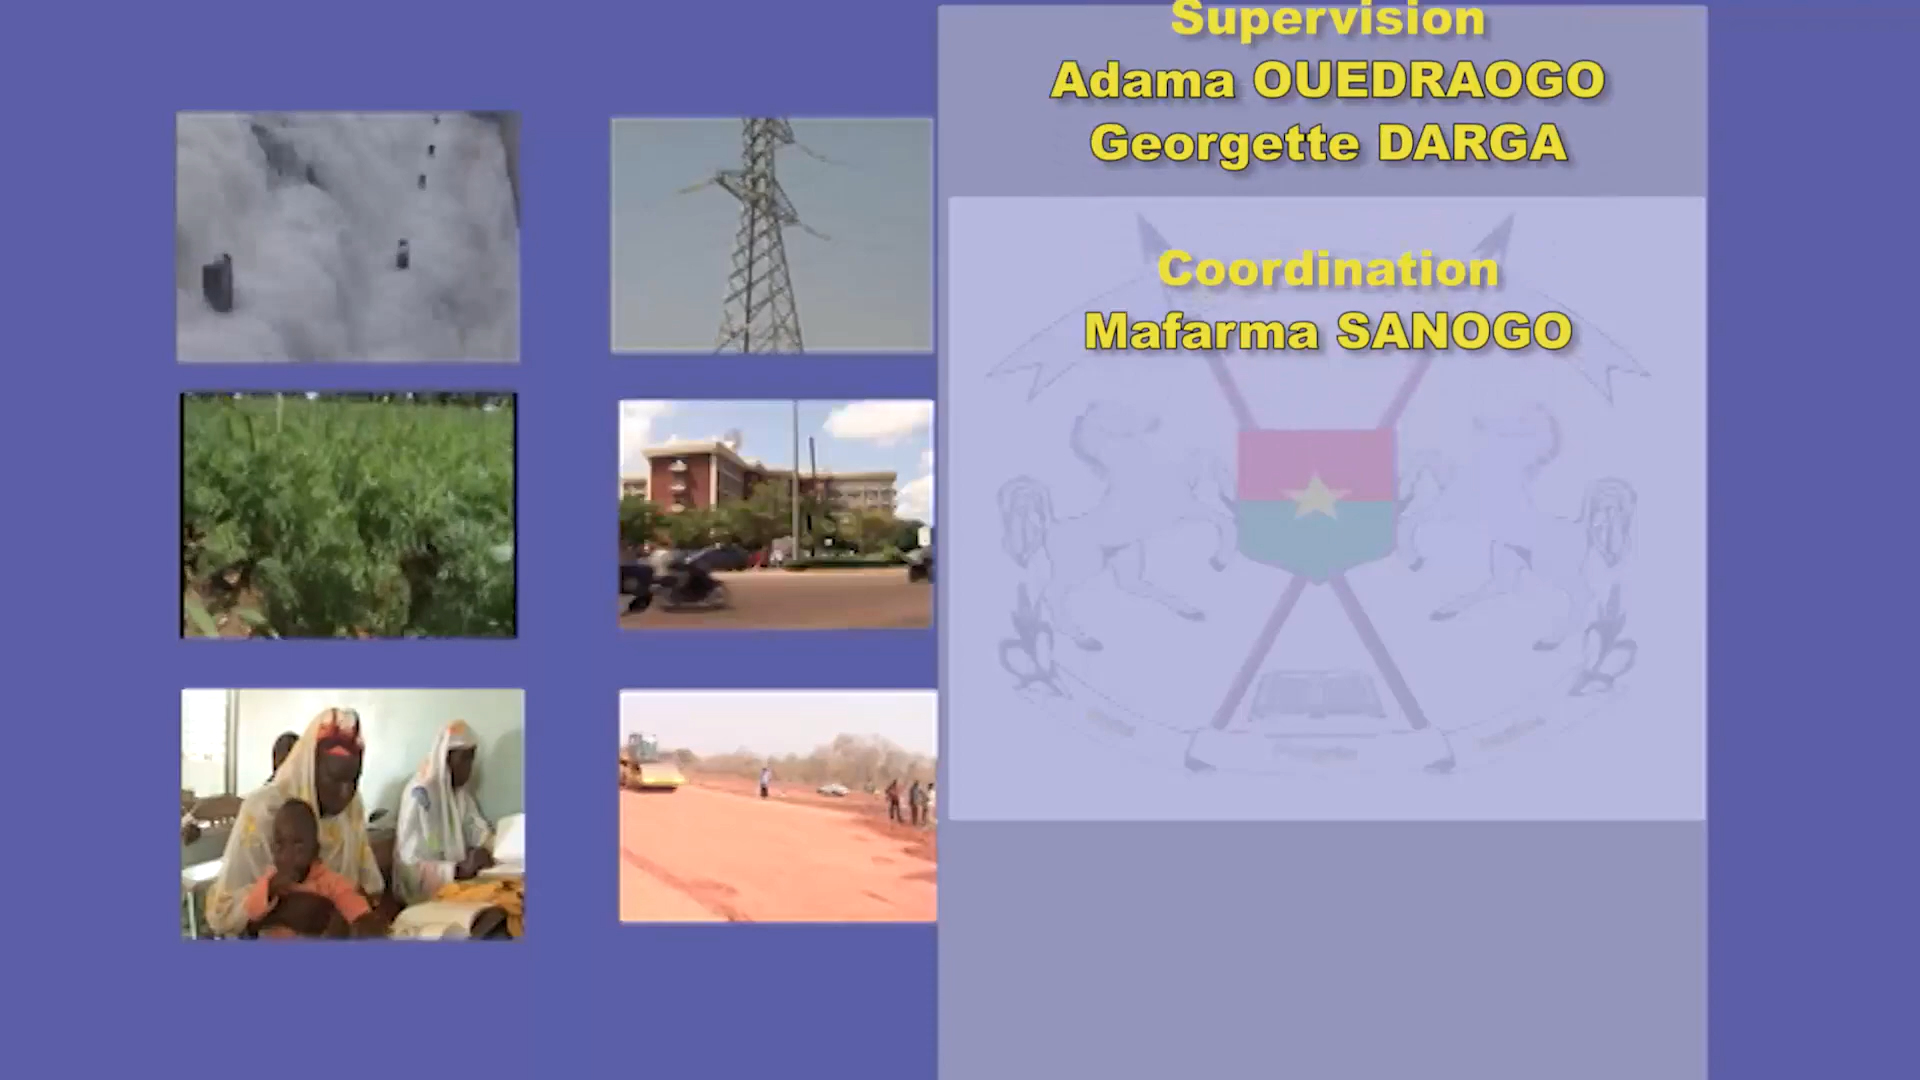 Supervision
Adama OUEDRAOGO
Georgette DARGA
Coordination
Mafarma SANOGO